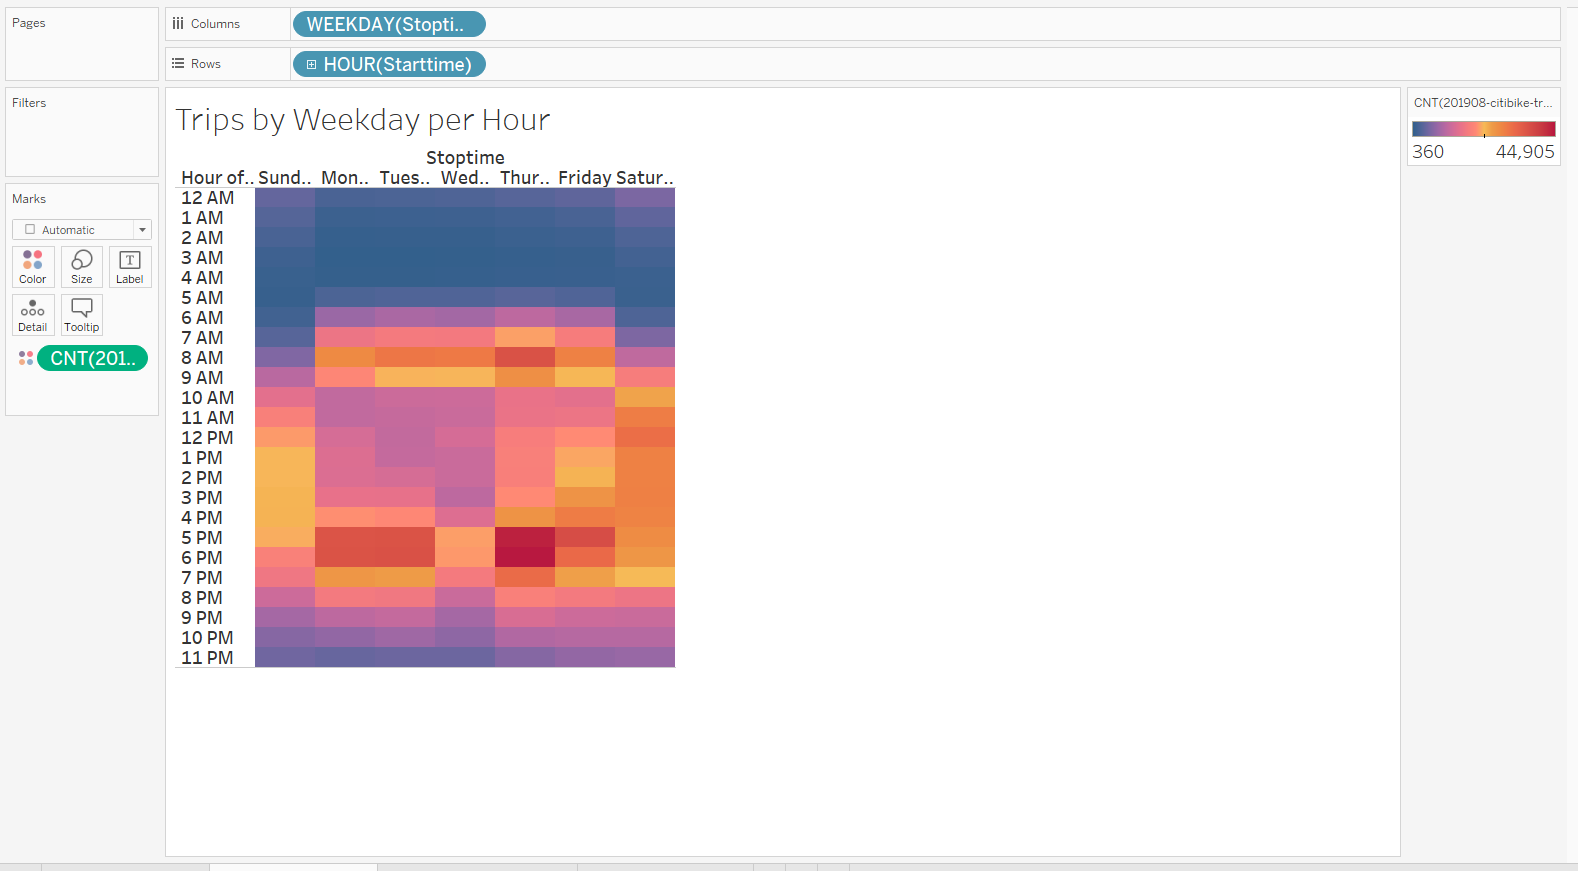 Pages
Columns
WEEKDAY(Stopti..
Rows
HOUR(Starttime)
Filters
Marks
Automatic
Color
Size
T
Label
Detail
Tooltip
CNT(201..
Trips by Weekday per Hour
Stoptime
Hour of.. Sund.. Mon.. Tues.. Wed.. Thur.. Friday Satur..
12 AM
1 AM
2 AM
3 AM
4 AM
5 AM
6 AM
7 AM
8 AM
9 AM
10 AM
11 AM
12 PM
1 PM
2 PM
3 PM
4 PM
5 PM
6 PM
7 PM
8 PM
9 PM
10 PM
11 PM
CNT(201908-citibike-tr...
360 44,905